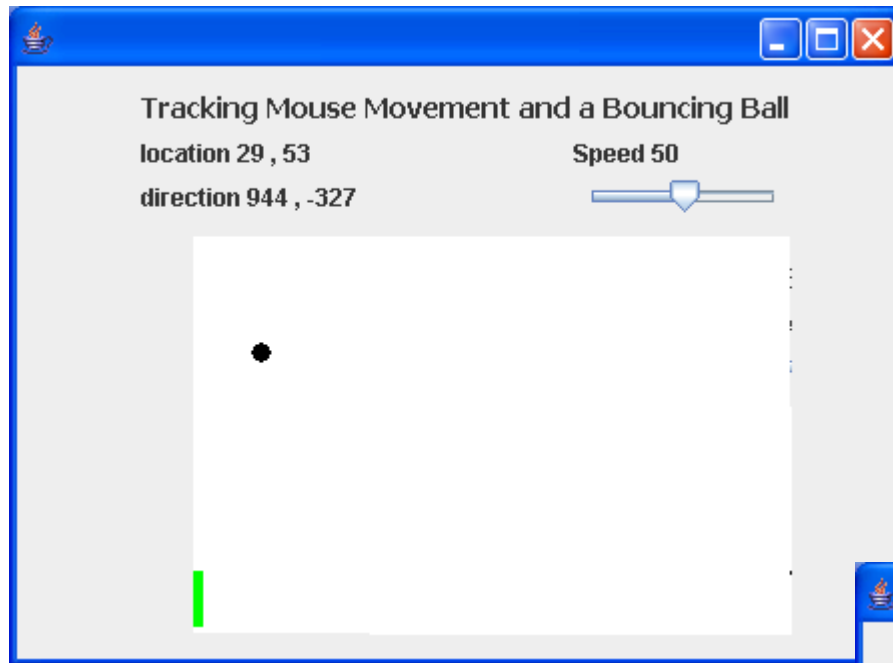 Tracking Mouse Movement and a Bouncing Ball
location 29 , 53
Speed 50
direction 944 , -327